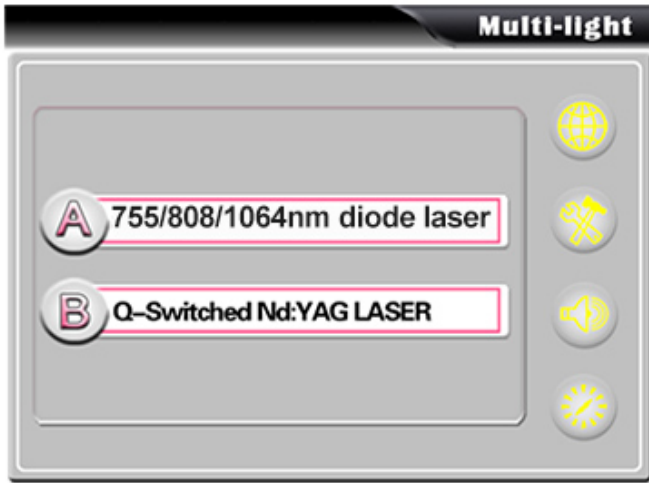 Multi-light
A 755/808/1064nm diode laser
B Q-Switched Nd:YAG LASER